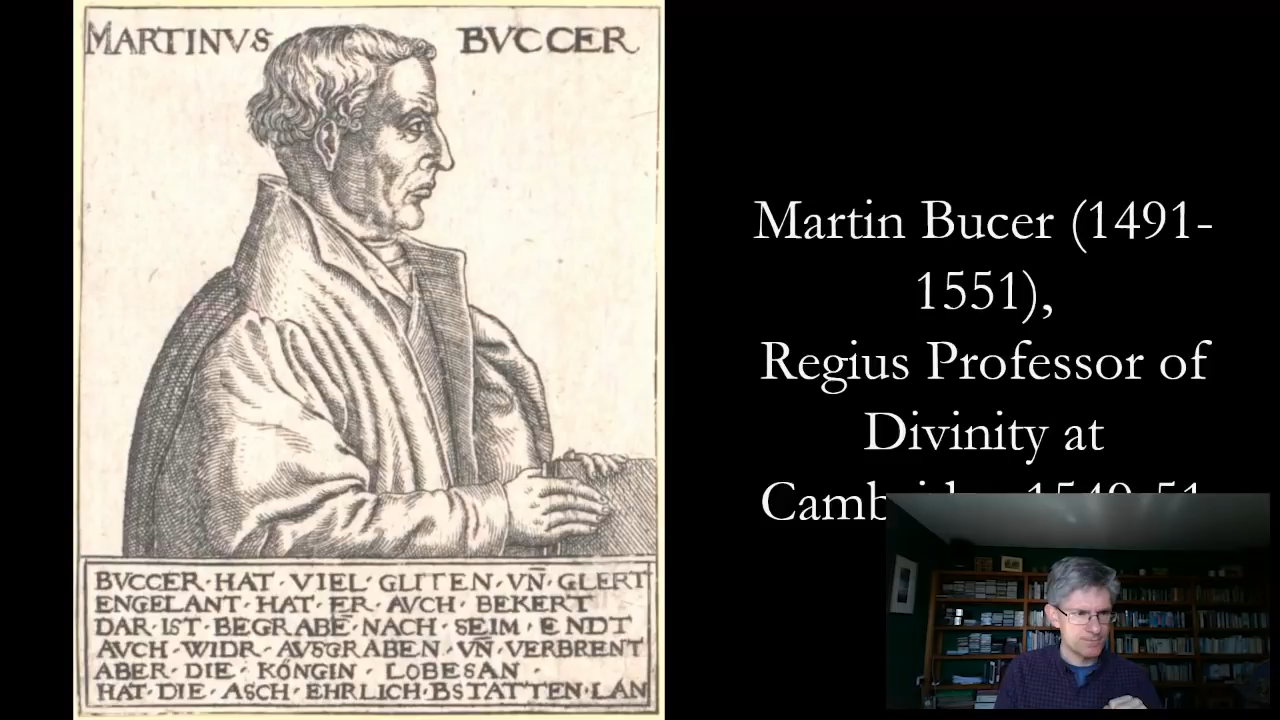 MARTINVS BVCCER
BVCCER·HAT·VIEL·GLITEN·VN̄·GLERT
ENGELANT·HAT·ER·AVCH·BEKERT
DAR·IST·BEGRABĒ·NACH·SEIM·ENDT
AVCH·WIDR·AVSGRABEN·VN̄·VERBRENT
ABER·DIE·KÓNGIN·LOBESAN·
HAT·DIE·ASCH·EHRLICH·BSTATTEN·LAN
Martin Bucer (1491-
1551),
Regius Professor of
Divinity at